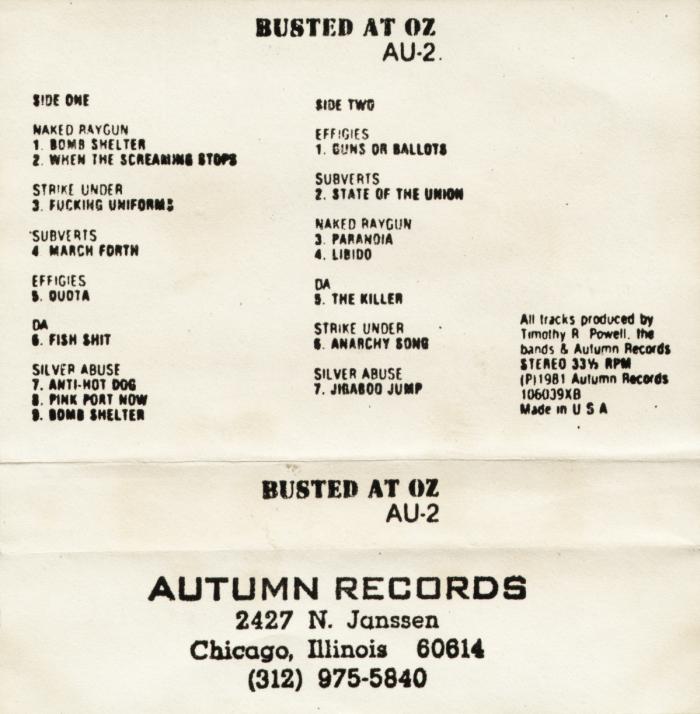 BUSTED AT OZ
AU-2.
SIDE ONE
NAKED RAYGUN
1. BOMB SHELTER
2. WHEN THE SCREAMING STOPS
STRIKE UNDER
3. FUCKING UNIFORMS
SUBVERTS
4 MARCH FORTH
EFFIGIES
5. QUOTA
DA
6. FISH SHIT
SILVER ABUSE
7. ANTI-HOT DOG
8. PINK PORT NOW
9. BOMB SHELTER
SIDE TWO
EFFIGIES
1. GUNS OR BALLOTS
SUBVERTS
2. STATE OF THE UNION
NAKED RAYGUN
3. PARANOIA
4. LIBIDO
DA
5. THE KILLER
STRIKE UNDER
6. ANARCHY SONG
SILVER ABUSE
7. JIGABOO JUMP
All tracks produced by
Timothy R. Powell, the
bands & Autumn Records
STEREO 33⅓ RPM
(P)1981 Autumn Records
106039XB
Made in U S A
BUSTED AT OZ
AU-2
AUTUMN RECORDS
2427 N. Janssen
Chicago, Illinois 60614
(312) 975-5840